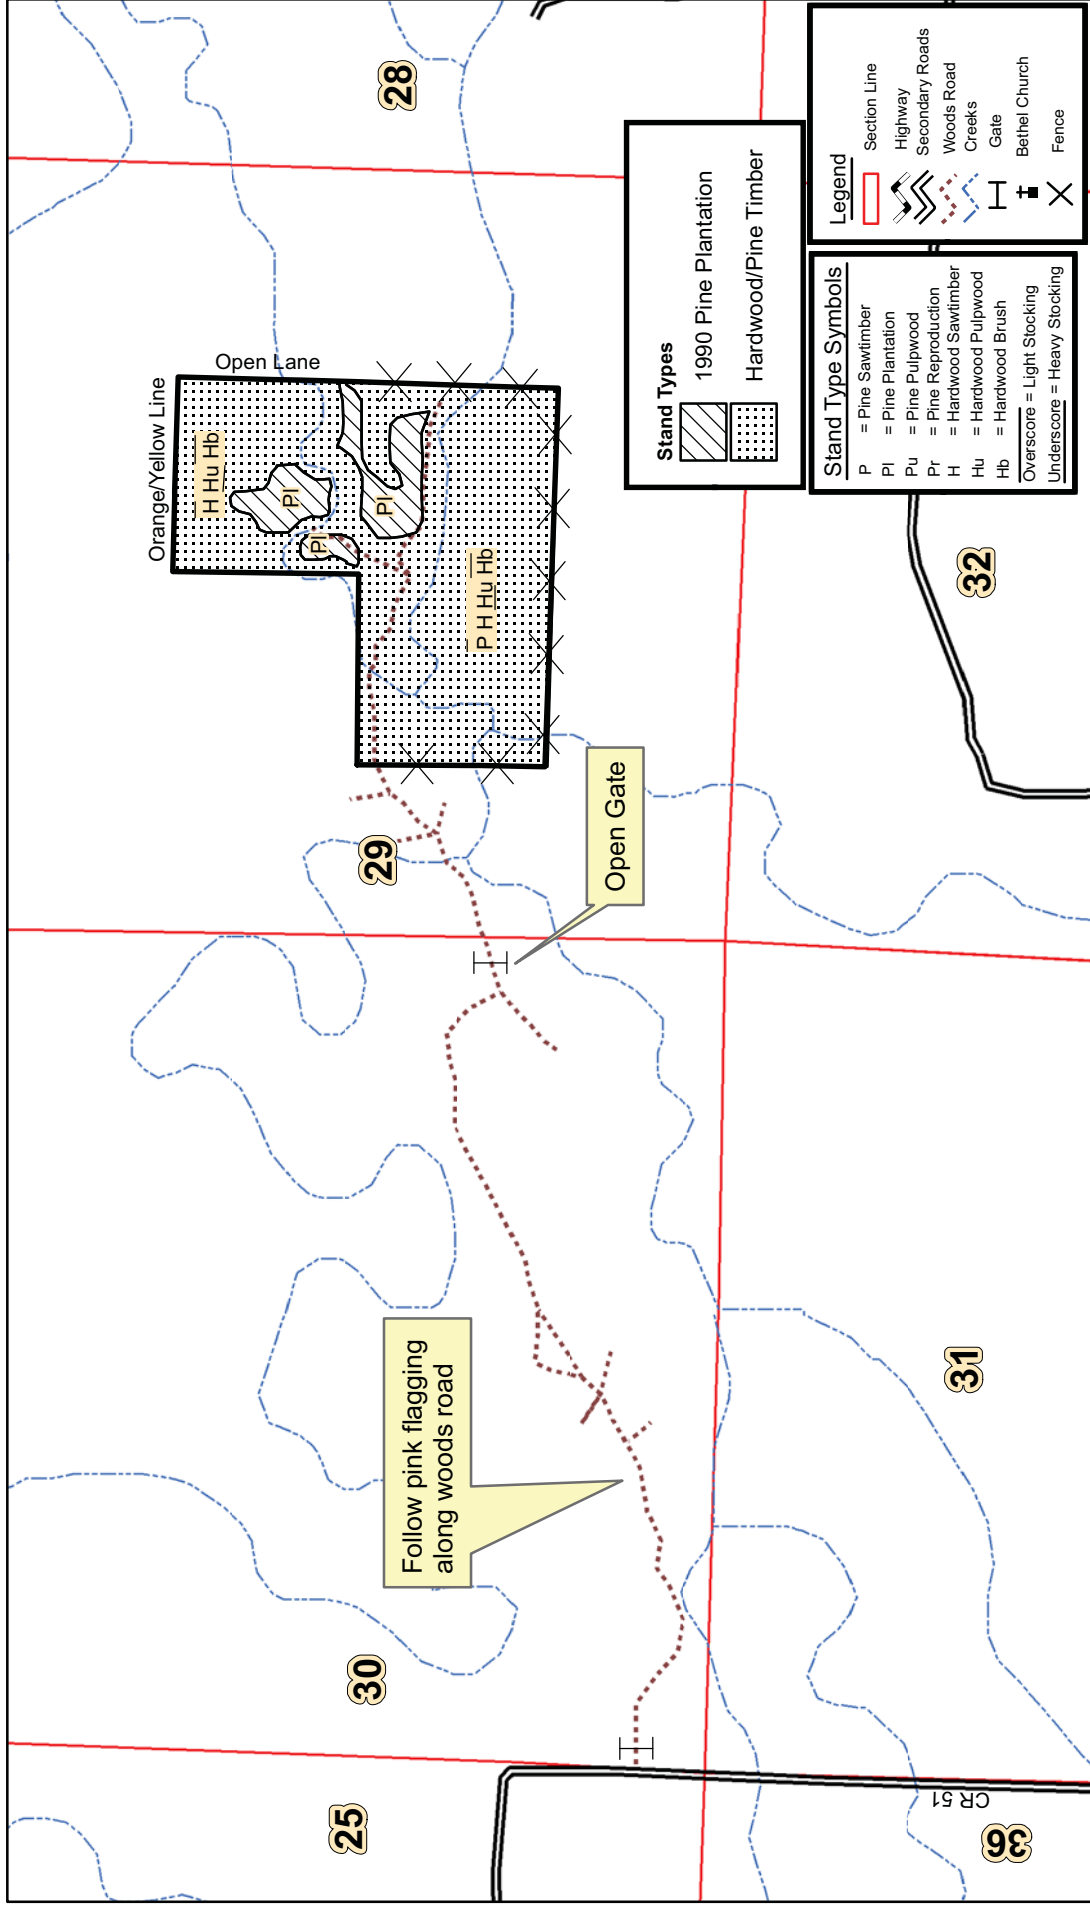 Orange/Yellow Line
Open Lane
H Hu Hb
Pl
Pl
Pl
P H Hu Hb
25
30
29
28
36
31
32
CR 51
Follow pink flagging
along woods road
Open Gate
Stand Types
1990 Pine Plantation
Hardwood/Pine Timber
Stand Type Symbols
P = Pine Sawtimber
Pl = Pine Plantation
Pu = Pine Pulpwood
Pr = Pine Reproduction
H = Hardwood Sawtimber
Hu = Hardwood Pulpwood
Hb = Hardwood Brush
Overscore = Light Stocking
Underscore = Heavy Stocking
Legend
Section Line
Highway
Secondary Roads
Woods Road
Creeks
Gate
Bethel Church
Fence